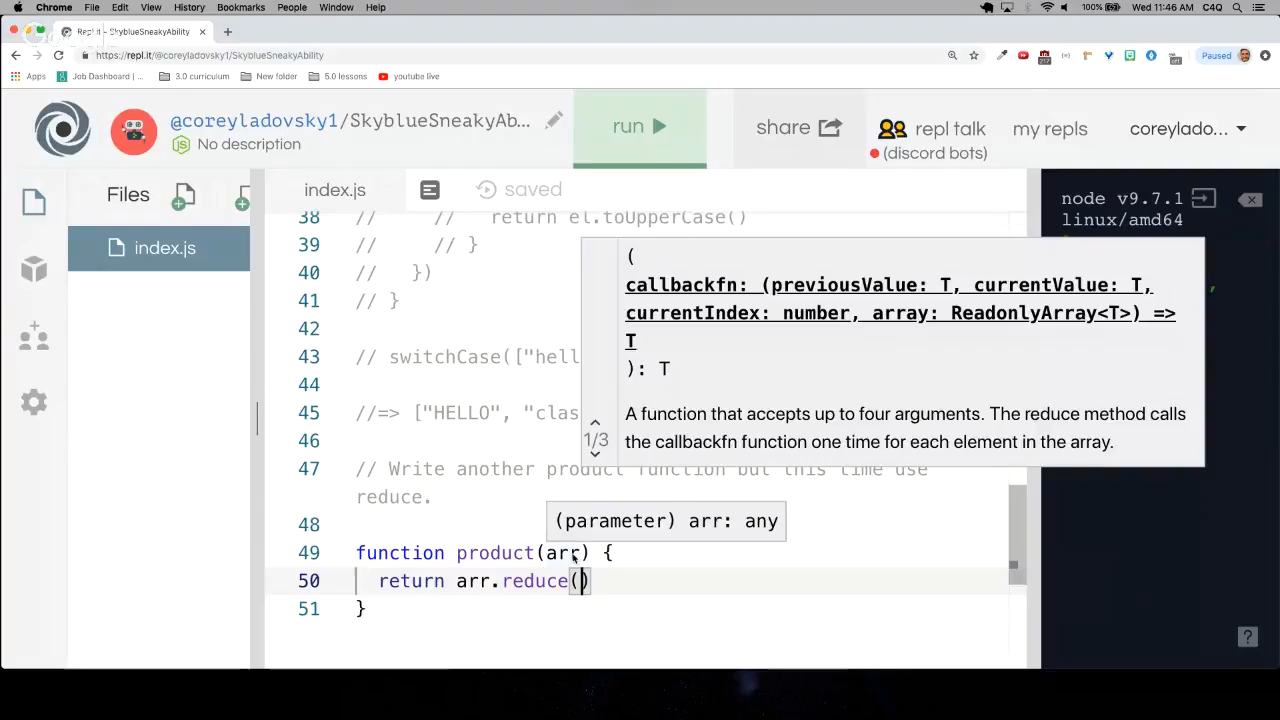 Chrome File Edit View History Bookmarks People Window Help 100% Wed 11:46 AM C4Q
Repl.it - SkyblueSneakyAbility
https://repl.it/@coreyladovsky1/SkyblueSneakyAbility Paused
Apps Job Dashboard |... 3.0 curriculum New folder 5.0 lessons youtube live
@coreyladovsky1/SkyblueSneakyAb... run share repl talk my repls coreylado...
No description (discord bots)
Files index.js saved node v9.7.1
linux/amd64
index.js
38 // // return el.toUpperCase()
39 // // }
40 // })
41 // }
42
43 // switchCase(["hell
44
45 //=> ["HELLO", "clas
46
47 // Write another product function but this time use
reduce.
48
49 function product(arr) {
50 return arr.reduce()
51 }
(
callbackfn: (previousValue: T, currentValue: T,
currentIndex: number, array: ReadonlyArray<T>) =>
T
): T
A function that accepts up to four arguments. The reduce method calls
1/3 the callbackfn function one time for each element in the array.
(parameter) arr: any
?